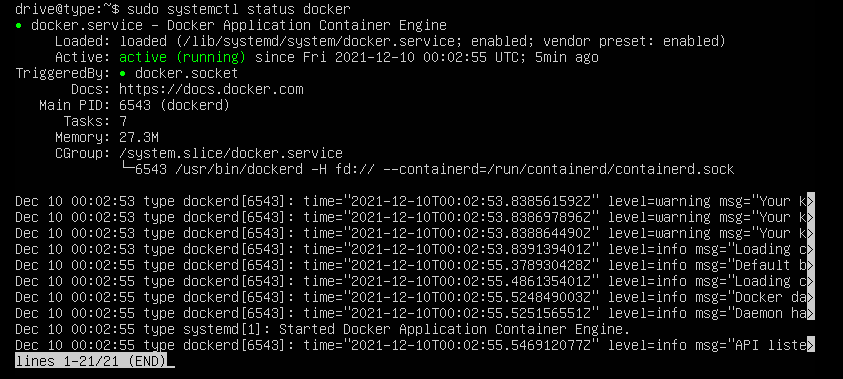 drive@type:~$ sudo systemctl status docker
● docker.service – Docker Application Container Engine
Loaded: loaded (/lib/systemd/system/docker.service; enabled; vendor preset: enabled)
Active: active (running) since Fri 2021-12-10 00:02:55 UTC; 5min ago
TriggeredBy: ● docker.socket
Docs: https://docs.docker.com
Main PID: 6543 (dockerd)
Tasks: 7
Memory: 27.3M
CGroup: /system.slice/docker.service
└─6543 /usr/bin/dockerd -H fd:// --containerd=/run/containerd/containerd.sock
Dec 10 00:02:53 type dockerd[6543]: time="2021-12-10T00:02:53.838561592Z" level=warning msg="Your k>
Dec 10 00:02:53 type dockerd[6543]: time="2021-12-10T00:02:53.838697896Z" level=warning msg="Your k>
Dec 10 00:02:53 type dockerd[6543]: time="2021-12-10T00:02:53.838864490Z" level=warning msg="Your k>
Dec 10 00:02:53 type dockerd[6543]: time="2021-12-10T00:02:53.839139401Z" level=info msg="Loading c>
Dec 10 00:02:55 type dockerd[6543]: time="2021-12-10T00:02:55.378930428Z" level=info msg="Default b>
Dec 10 00:02:55 type dockerd[6543]: time="2021-12-10T00:02:55.486135401Z" level=info msg="Loading c>
Dec 10 00:02:55 type dockerd[6543]: time="2021-12-10T00:02:55.524849003Z" level=info msg="Docker da>
Dec 10 00:02:55 type dockerd[6543]: time="2021-12-10T00:02:55.525156551Z" level=info msg="Daemon ha>
Dec 10 00:02:55 type systemd[1]: Started Docker Application Container Engine.
Dec 10 00:02:55 type dockerd[6543]: time="2021-12-10T00:02:55.546912077Z" level=info msg="API liste>
lines 1-21/21 (END)